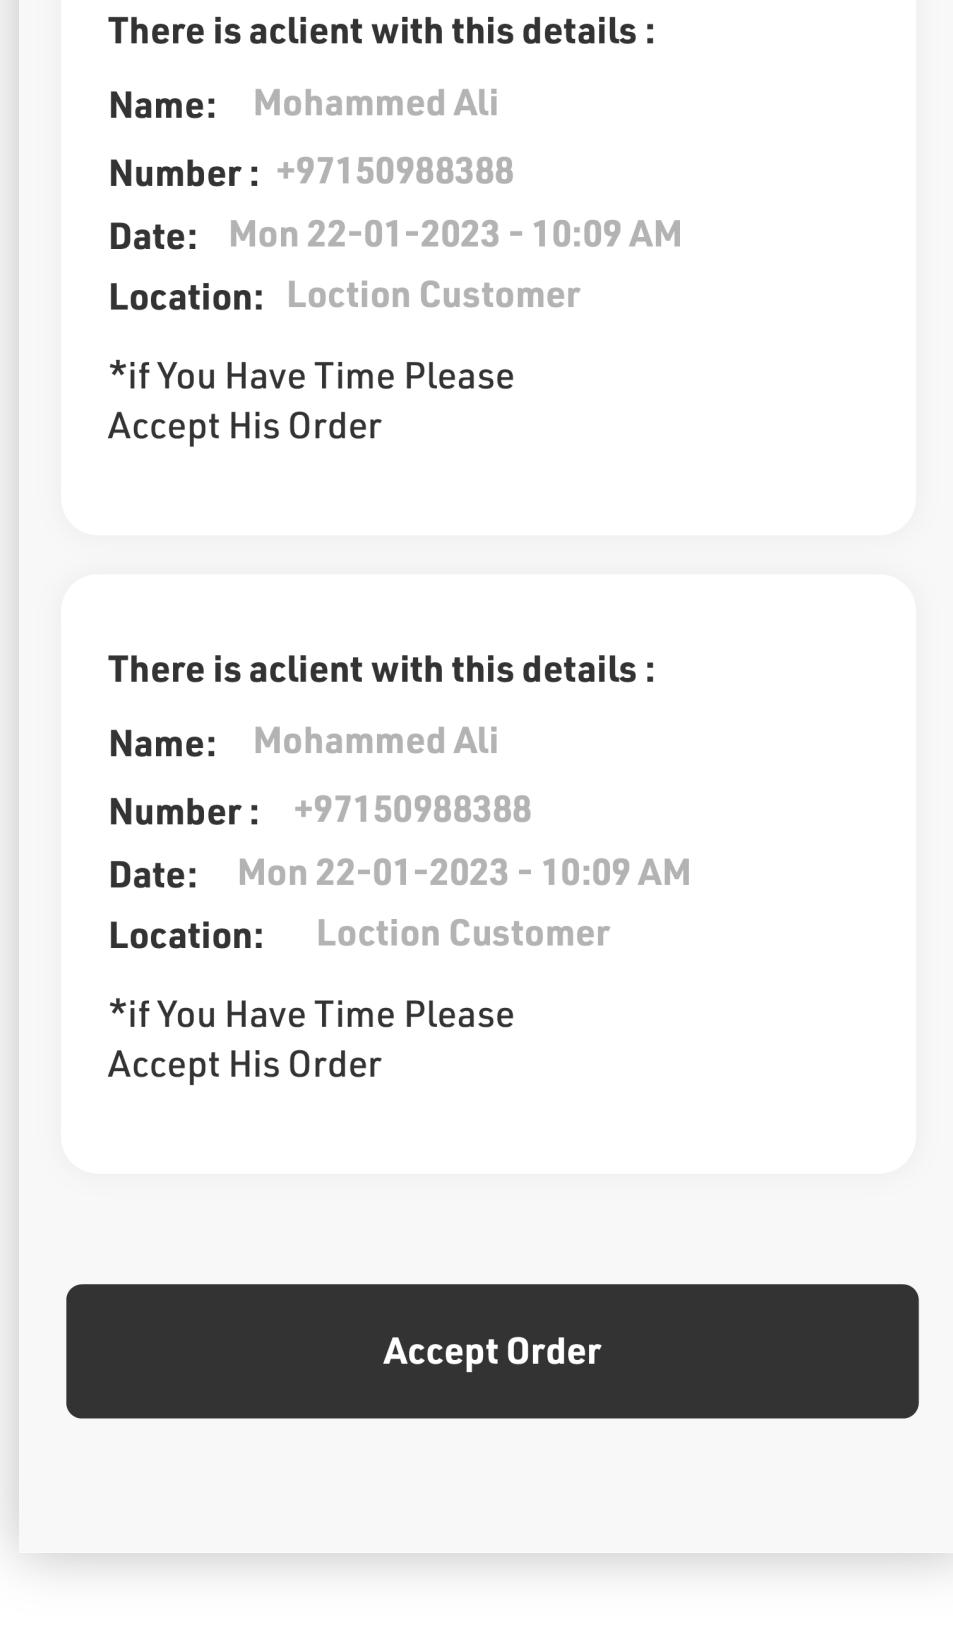 There is aclient with this details :
Name: Mohammed Ali
Number : +97150988388
Date: Mon 22-01-2023 - 10:09 AM
Location: Loction Customer
*if You Have Time Please
Accept His Order
There is aclient with this details :
Name: Mohammed Ali
Number : +97150988388
Date: Mon 22-01-2023 - 10:09 AM
Location: Loction Customer
*if You Have Time Please
Accept His Order
Accept Order